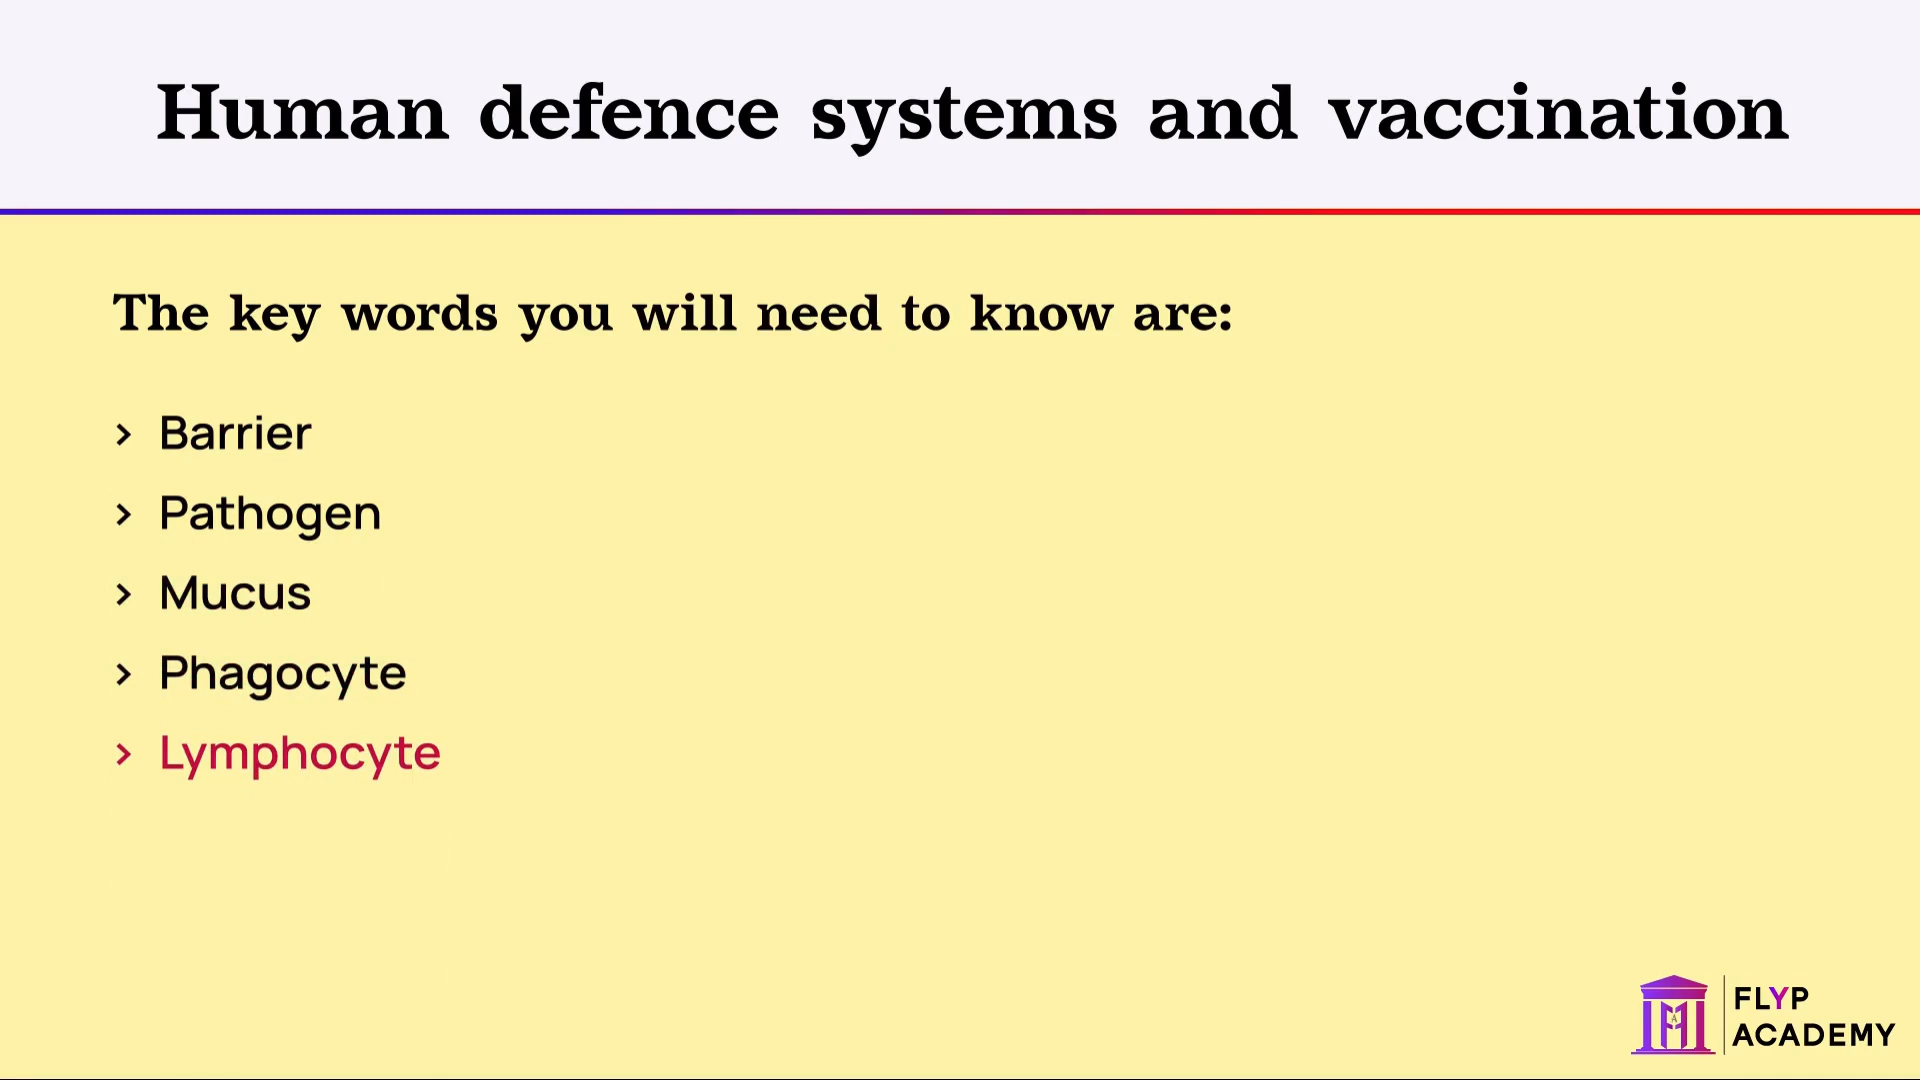 Human defence systems and vaccination
The key words you will need to know are:
> Barrier
> Pathogen
> Mucus
> Phagocyte
> Lymphocyte
FLYP
ACADEMY